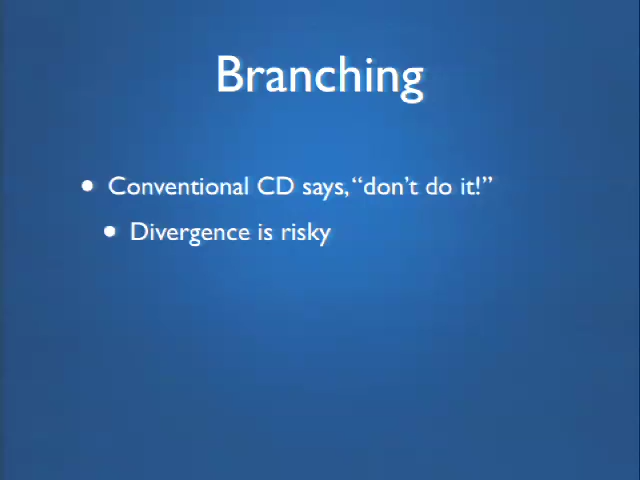 Branching
• Conventional CD says, “don’t do it!”
• Divergence is risky